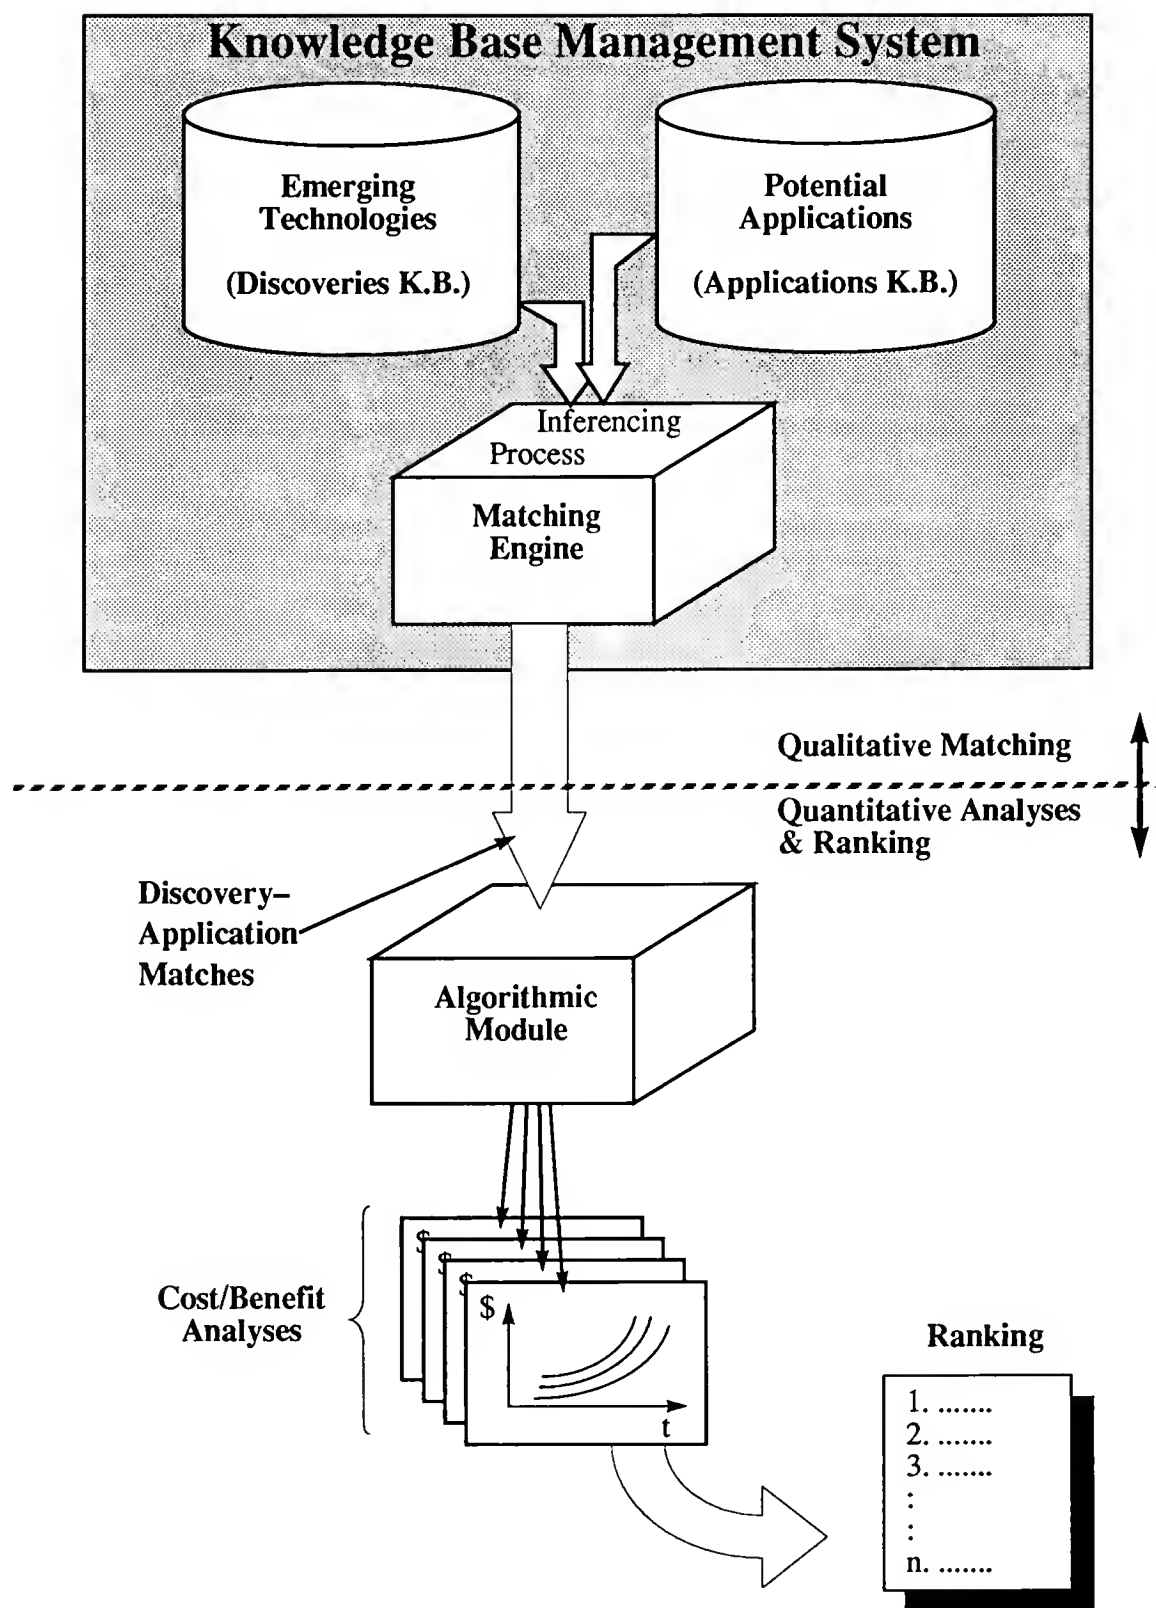 Knowledge Base Management System
Emerging
Technologies
(Discoveries K.B.)
Potential
Applications
(Applications K.B.)
Inferencing
Process
Matching
Engine
Qualitative Matching
Quantitative Analyses
& Ranking
Discovery–
Application
Matches
Algorithmic
Module
Cost/Benefit
Analyses
$
$
$
$
t
Ranking
1. .......
2. .......
3. .......
:
:
n. .......